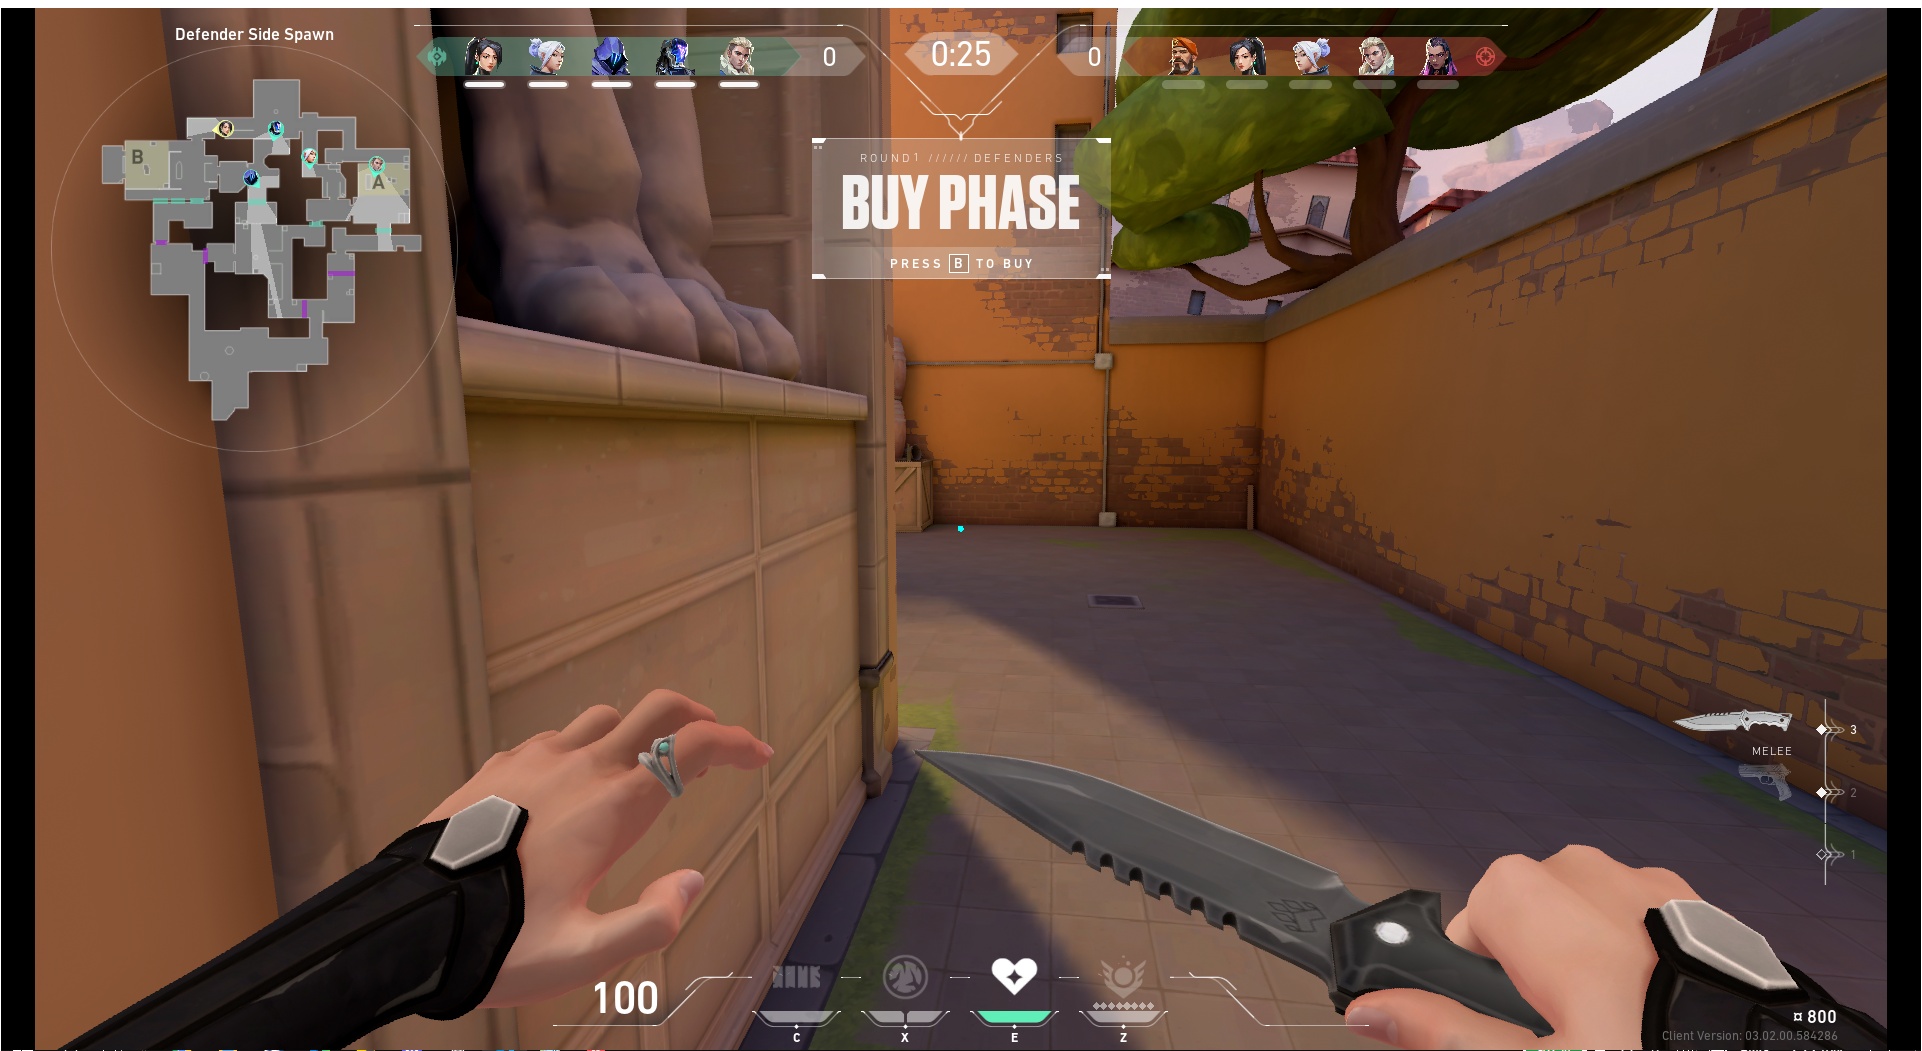 Defender Side Spawn
0
0:25
0
B
A
ROUND 1 ////// DEFENDERS
BUY PHASE
PRESS B TO BUY
3
MELEE
2
1
100
C
X
E
Z
¤ 800
Client Version: 03.02.00.584286